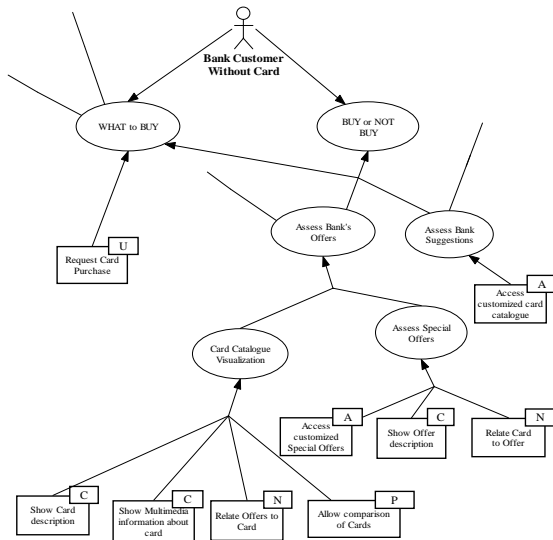 Bank Customer
Without Card
WHAT to BUY
BUY or NOT
BUY
Assess Bank's
Offers
Assess Bank
Suggestions
U
Request Card
Purchase
A
Access
customized card
catalogue
Card Catalogue
Visualization
Assess Special
Offers
A
Access
customized
Special Offers
C
Show Offer
description
N
Relate Card
to Offer
C
Show Card
description
C
Show Multimedia
information about
card
N
Relate Offers to
Card
P
Allow comparison
of Cards